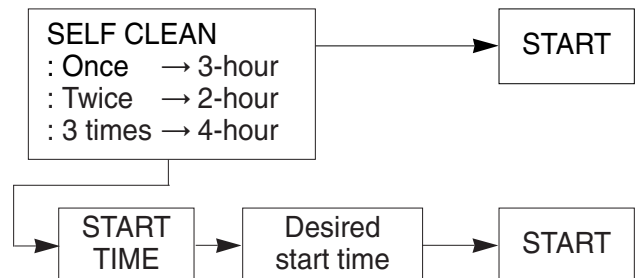 SELF CLEAN
: Once → 3-hour
: Twice → 2-hour
: 3 times → 4-hour
START
START
TIME
Desired
start time
START